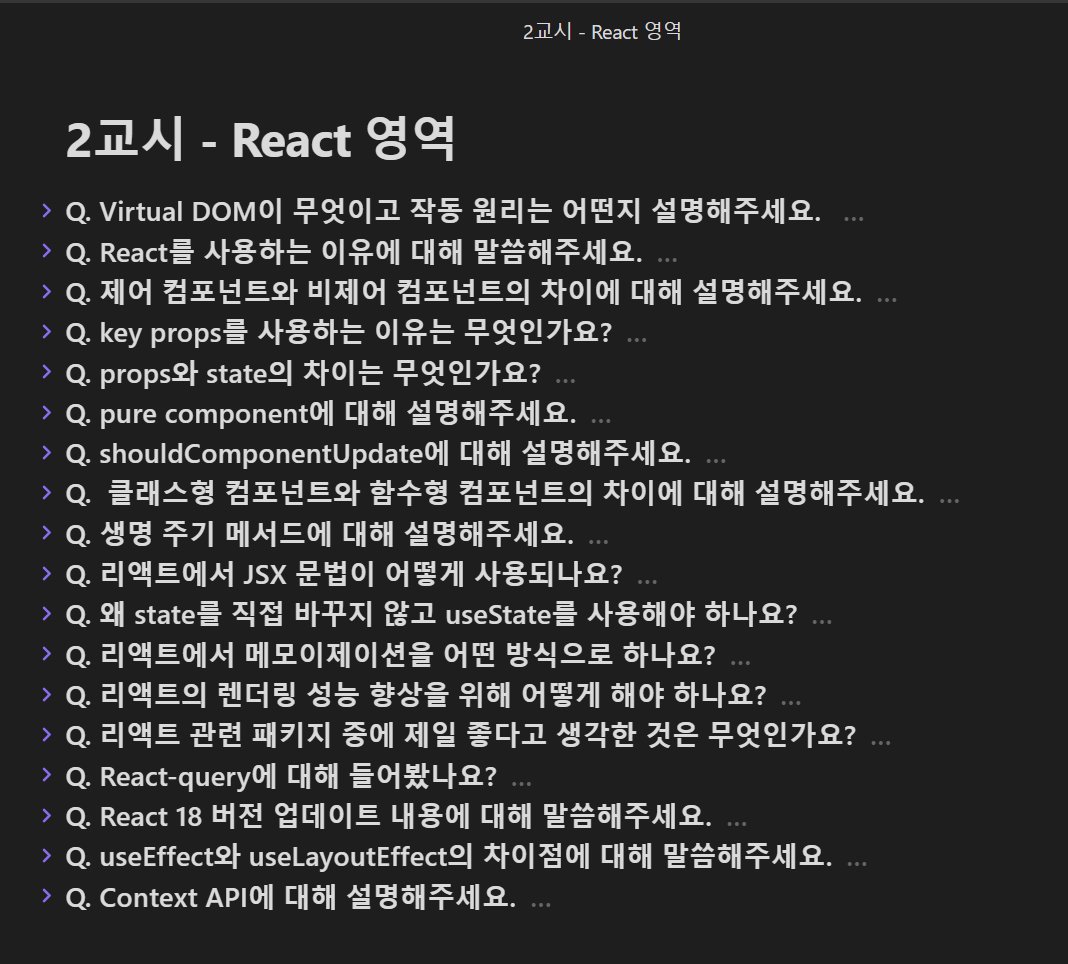 2교시 - React 영역
2교시 - React 영역
Q. Virtual DOM이 무엇이고 작동 원리는 어떤지 설명해주세요. ...
Q. React를 사용하는 이유에 대해 말씀해주세요. ...
Q. 제어 컴포넌트와 비제어 컴포넌트의 차이에 대해 설명해주세요. ...
Q. key props를 사용하는 이유는 무엇인가요? ...
Q. props와 state의 차이는 무엇인가요? ...
Q. pure component에 대해 설명해주세요. ...
Q. shouldComponentUpdate에 대해 설명해주세요. ...
Q. 클래스형 컴포넌트와 함수형 컴포넌트의 차이에 대해 설명해주세요. ...
Q. 생명 주기 메서드에 대해 설명해주세요. ...
Q. 리액트에서 JSX 문법이 어떻게 사용되나요? ...
Q. 왜 state를 직접 바꾸지 않고 useState를 사용해야 하나요? ...
Q. 리액트에서 메모이제이션을 어떤 방식으로 하나요? ...
Q. 리액트의 렌더링 성능 향상을 위해 어떻게 해야 하나요? ...
Q. 리액트 관련 패키지 중에 제일 좋다고 생각한 것은 무엇인가요? ...
Q. React-query에 대해 들어봤나요? ...
Q. React 18 버전 업데이트 내용에 대해 말씀해주세요. ...
Q. useEffect와 useLayoutEffect의 차이점에 대해 말씀해주세요. ...
Q. Context API에 대해 설명해주세요. ...